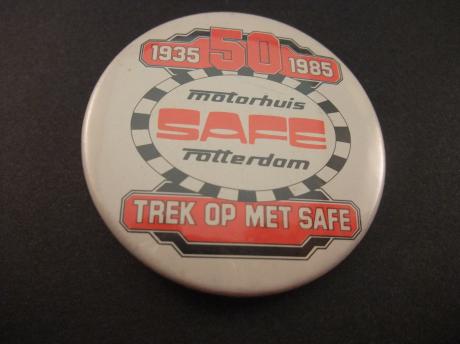 50
1935 1985
motorhuis
SAFE
rotterdam
TREK OP MET SAFE